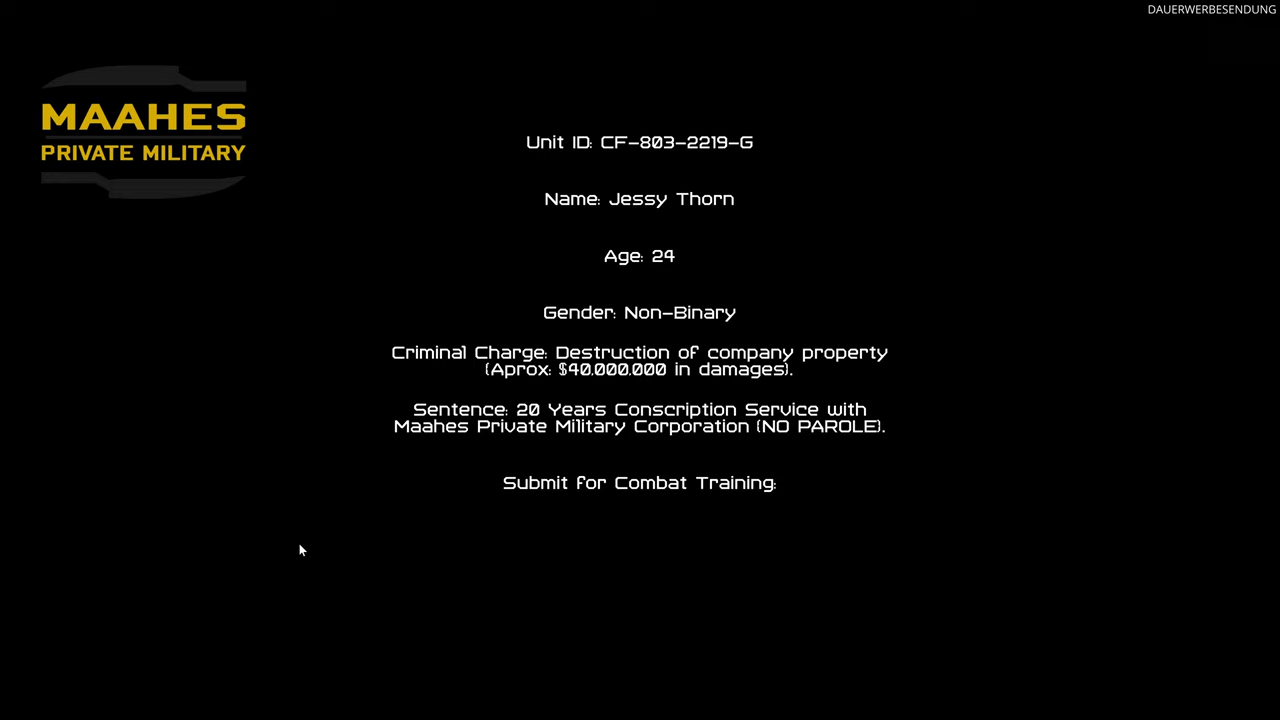 DAUERWERBESENDUNG
MAAHES
PRIVATE MILITARY
Unit ID: CF-803-2219-G
Name: Jessy Thorn
Age: 24
Gender: Non-Binary
Criminal Charge: Destruction of company property
(Aprox: $40,000,000 in damages).
Sentence: 20 Years Conscription Service with
Maahes Private Military Corporation (NO PAROLE).
Submit for Combat Training: